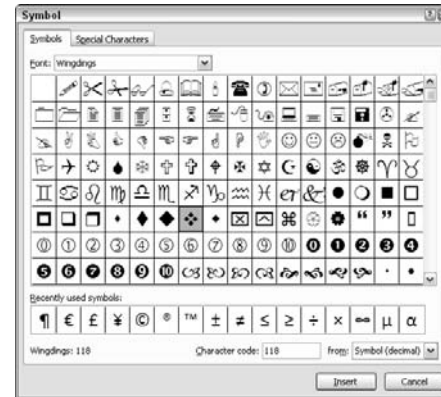 Symbol
Symbols Special Characters
Font: Wingdings
Recently used symbols:
¶ € £ ¥ © ® ™ ± ≠ ≤ ≥ ÷ × ∞ µ α
Wingdings: 118 Character code: 118 from: Symbol (decimal)
Insert Cancel